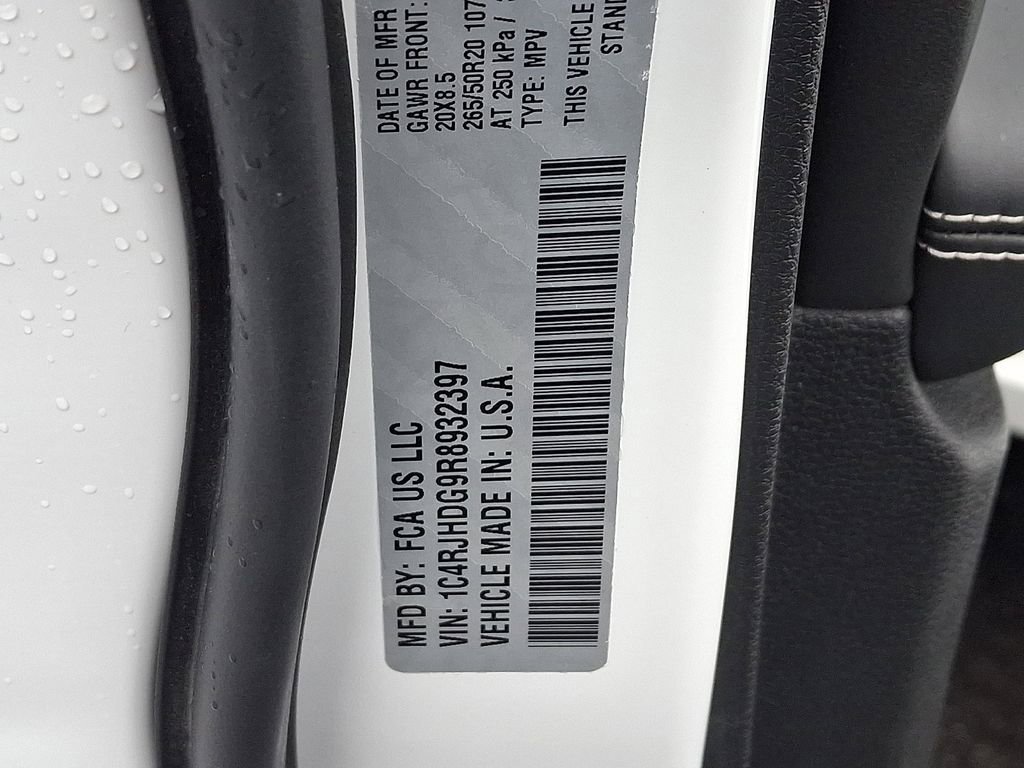 MFD BY: FCA US LLC
VIN: 1C4RJHDG9R8932397
VEHICLE MADE IN: U.S.A.
DATE OF MFR
GAWR FRONT:
20X8.5
265/50R20 107
AT 250 kPa /
TYPE: MPV
THIS VEHICLE